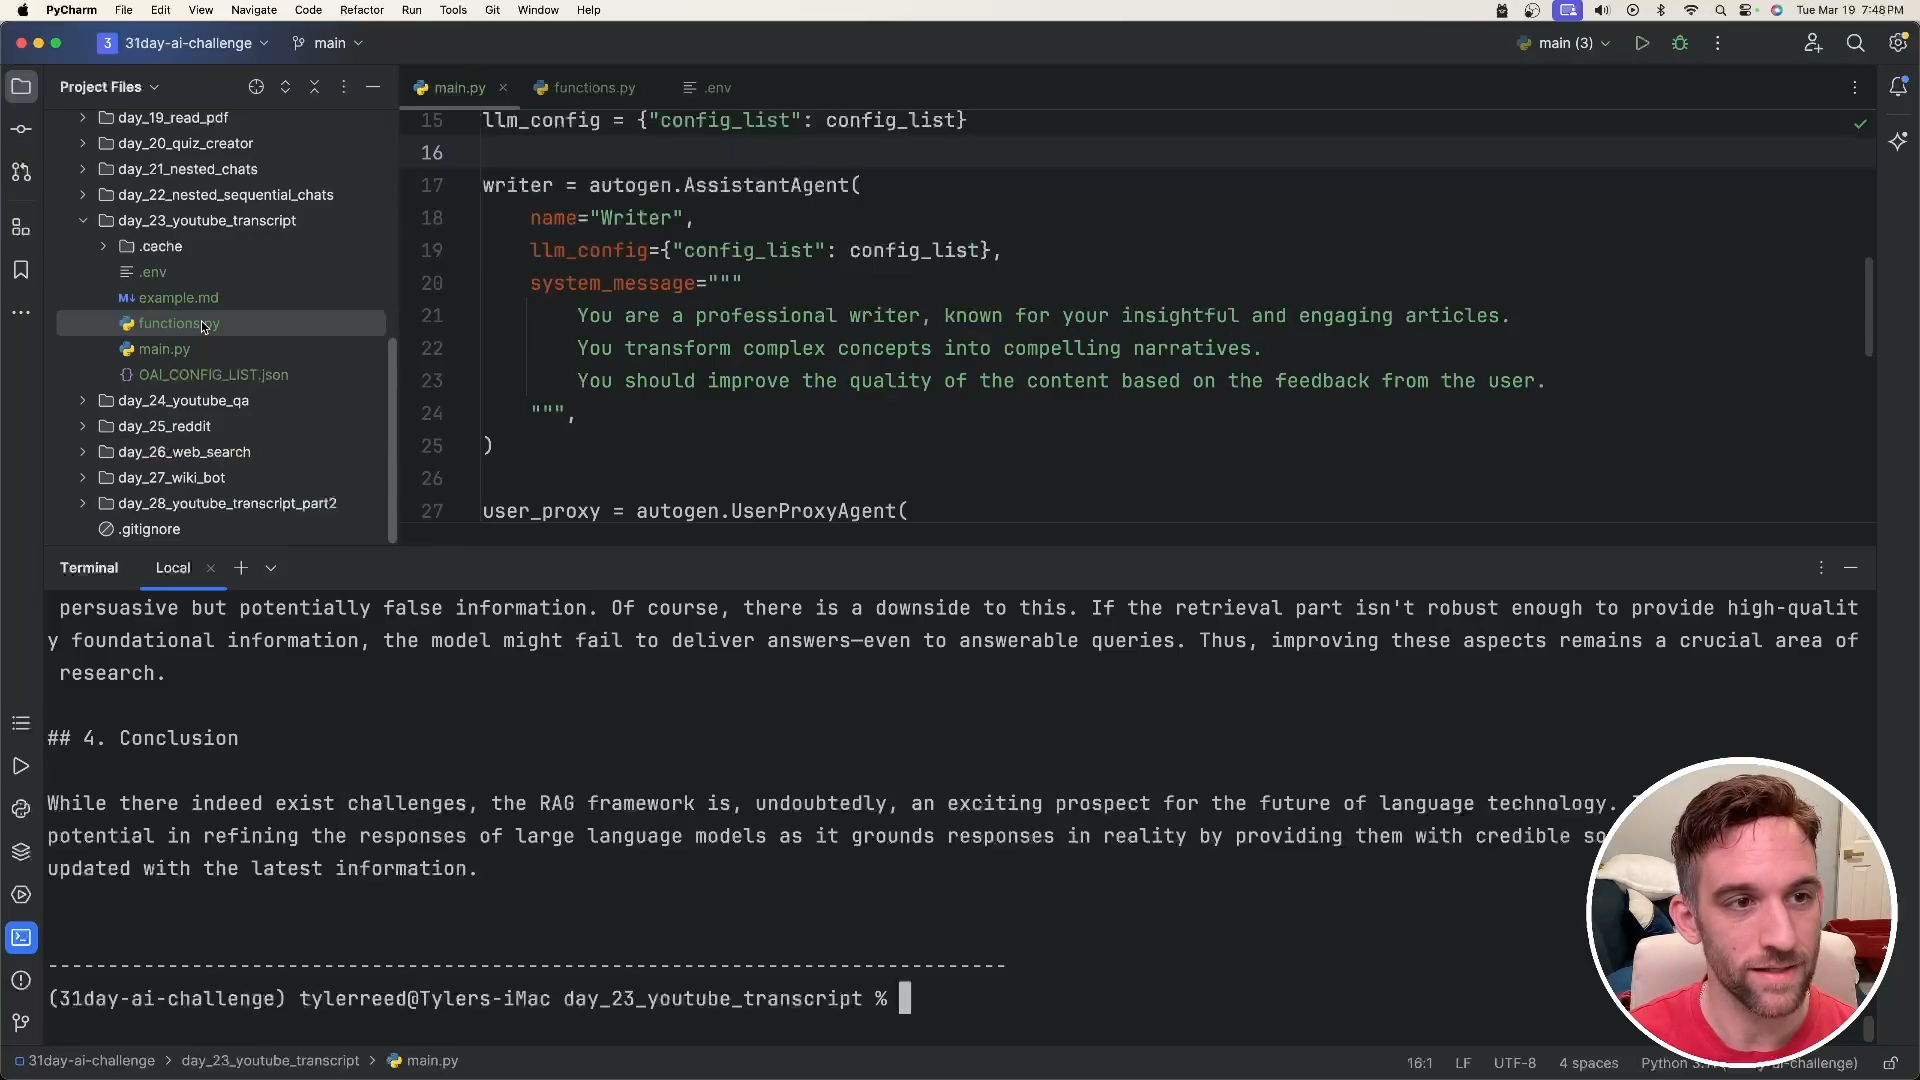 PyCharm File Edit View Navigate Code Refactor Run Tools Git Window Help Tue Mar 19 7:48 PM
3 31day-ai-challenge main main (3)
Project Files
day_19_read_pdf
day_20_quiz_creator
day_21_nested_chats
day_22_nested_sequential_chats
day_23_youtube_transcript
.cache
.env
M↓ example.md
functions.py
main.py
{} OAI_CONFIG_LIST.json
day_24_youtube_qa
day_25_reddit
day_26_web_search
day_27_wiki_bot
day_28_youtube_transcript_part2
.gitignore
main.py functions.py .env
15 llm_config = {"config_list": config_list}
16
17 writer = autogen.AssistantAgent(
18 name="Writer",
19 llm_config={"config_list": config_list},
20 system_message="""
21 You are a professional writer, known for your insightful and engaging articles.
22 You transform complex concepts into compelling narratives.
23 You should improve the quality of the content based on the feedback from the user.
24 """,
25 )
26
27 user_proxy = autogen.UserProxyAgent(
Terminal Local
persuasive but potentially false information. Of course, there is a downside to this. If the retrieval part isn't robust enough to provide high-qualit
y foundational information, the model might fail to deliver answers—even to answerable queries. Thus, improving these aspects remains a crucial area of
research.
## 4. Conclusion
While there indeed exist challenges, the RAG framework is, undoubtedly, an exciting prospect for the future of language technology.
potential in refining the responses of large language models as it grounds responses in reality by providing them with credible
updated with the latest information.
--------------------------------------------------------------------------------
(31day-ai-challenge) tylerreed@Tylers-iMac day_23_youtube_transcript %
31day-ai-challenge > day_23_youtube_transcript > main.py
16:1 LF UTF-8 4 spaces Python